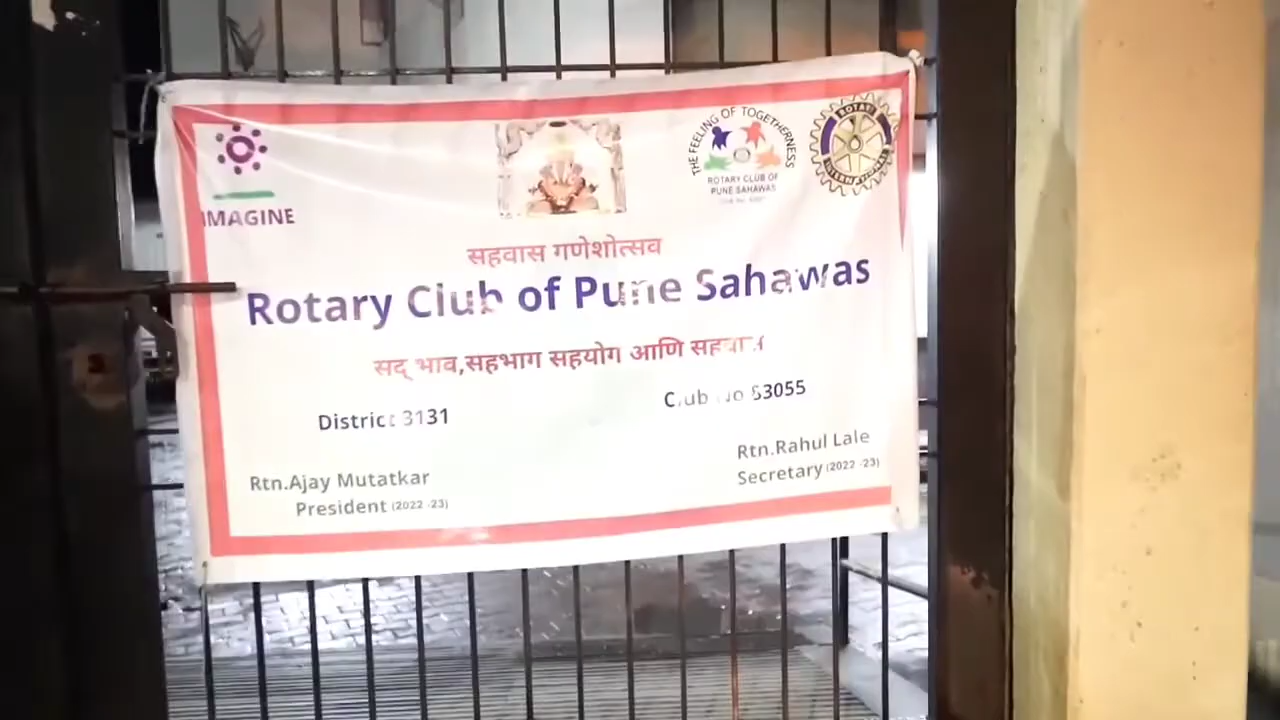 IMAGINE
THE FEELING OF TOGETHERNESS
ROTARY CLUB OF
PUNE SAHAWAS
ROTARY
INTERNATIONAL
सहवास गणेशोत्सव
Rotary Club of Pune Sahawas
सद् भाव,सहभाग सहयोग आणि सहवास
District 3131
Club No 53055
Rtn.Ajay Mutatkar
President (2022 -23)
Rtn.Rahul Lale
Secretary (2022 -23)